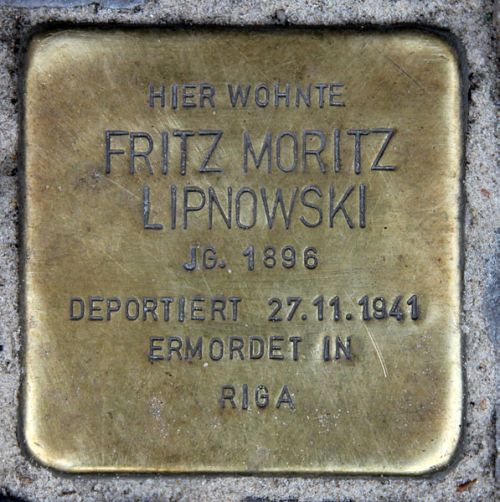 HIER WOHNTE
FRITZ MORITZ
LIPNOWSKI
JG. 1896
DEPORTIERT 27.11.1941
ERMORDET IN
RIGA